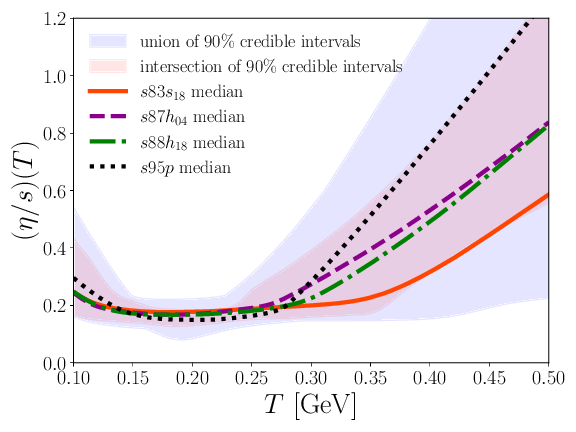 union of 90% credible intervals
intersection of 90% credible intervals
s83s₁₈ median
s87h₀₄ median
s88h₁₈ median
s95p median
(η/s)(T)
1.2
1.0
0.8
0.6
0.4
0.2
0.0
0.10 0.15 0.20 0.25 0.30 0.35 0.40 0.45 0.50
T [GeV]